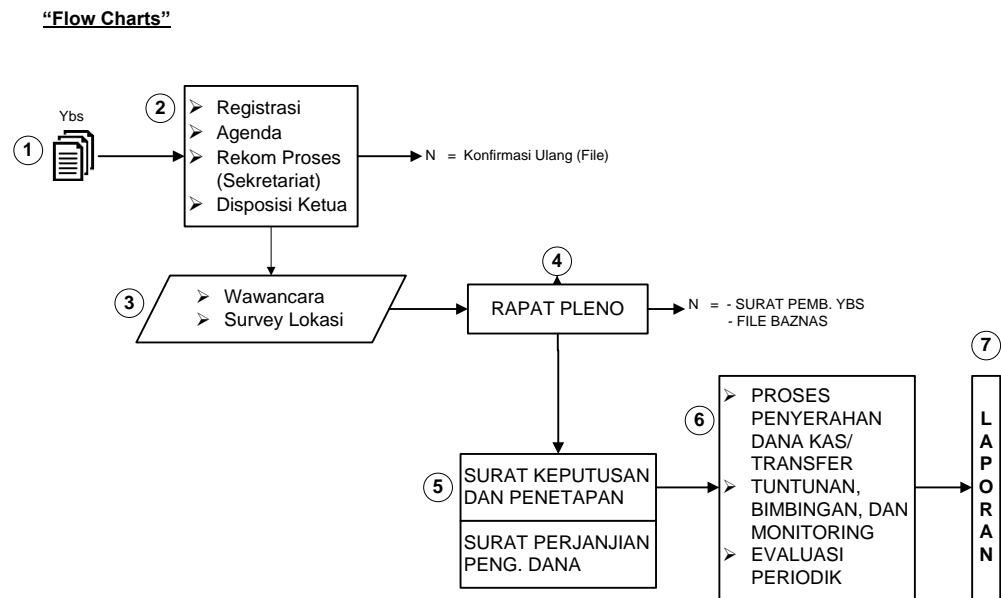 “Flow Charts”
Ybs
1
2
➢ Registrasi
➢ Agenda
➢ Rekom Proses
(Sekretariat)
➢ Disposisi Ketua
N = Konfirmasi Ulang (File)
3
➢ Wawancara
➢ Survey Lokasi
4
RAPAT PLENO
N = - SURAT PEMB. YBS
- FILE BAZNAS
5
SURAT KEPUTUSAN
DAN PENETAPAN
SURAT PERJANJIAN
PENG. DANA
6
➢ PROSES
PENYERAHAN
DANA KAS/
TRANSFER
➢ TUNTUNAN,
BIMBINGAN, DAN
MONITORING
➢ EVALUASI
PERIODIK
7
L
A
P
O
R
A
N